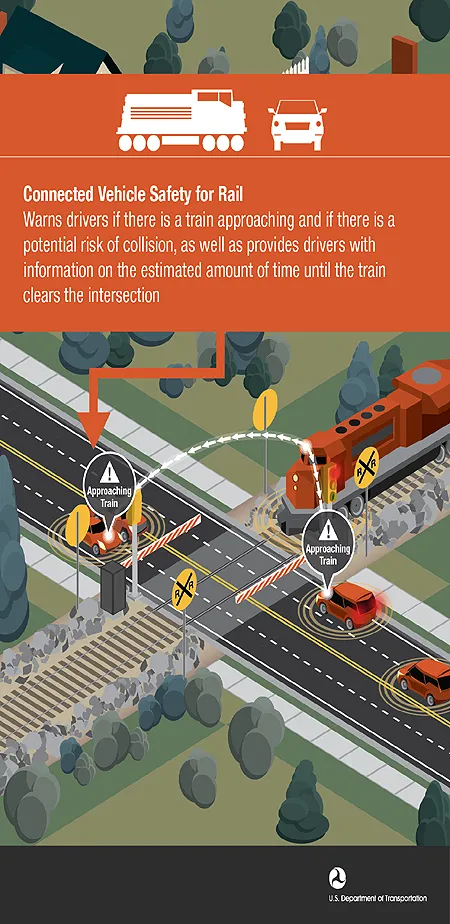 Connected Vehicle Safety for Rail
Warns drivers if there is a train approaching and if there is a
potential risk of collision, as well as provides drivers with
information on the estimated amount of time until the train
clears the intersection
Approaching
Train
Approaching
Train
R R
R R
U.S. Department of Transportation